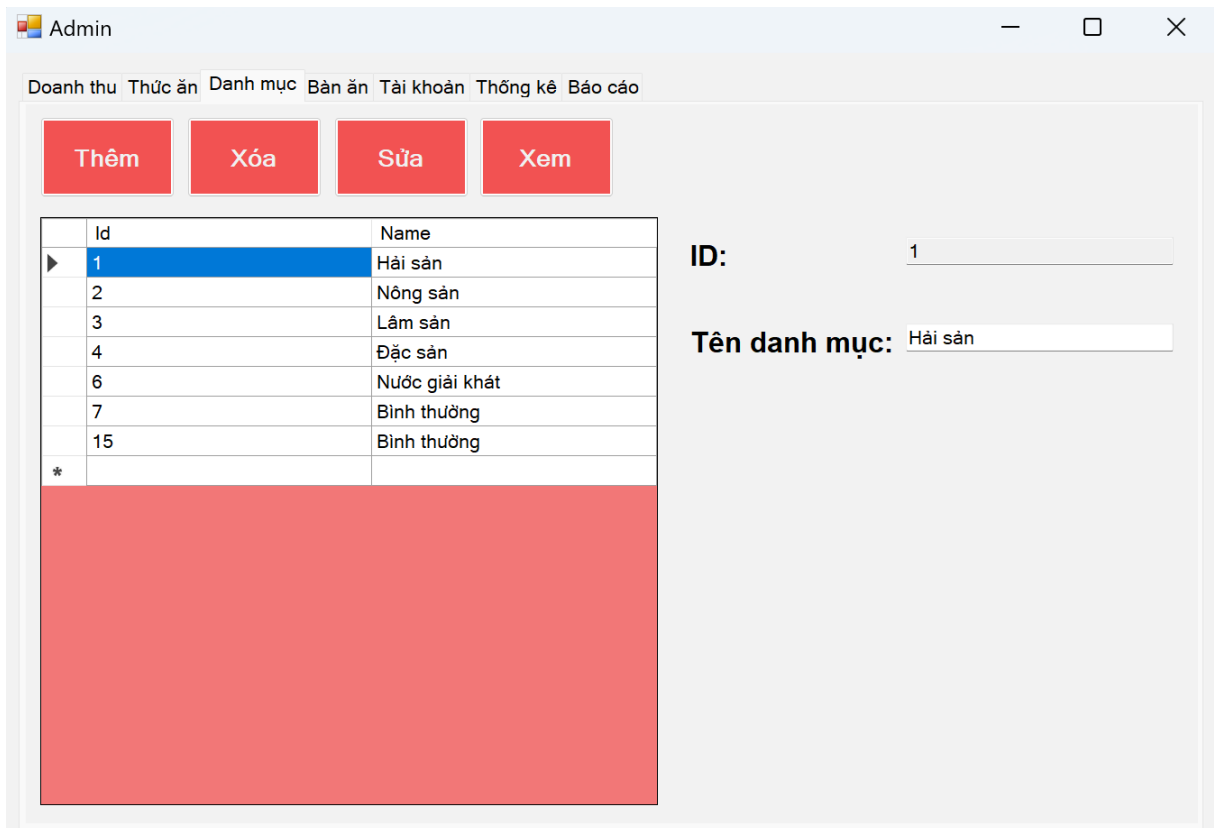 Admin
Doanh thu Thức ăn Danh mục Bàn ăn Tài khoản Thống kê Báo cáo
Thêm Xóa Sửa Xem
Id Name
1 Hải sản
2 Nông sản
3 Lâm sản
4 Đặc sản
6 Nước giải khát
7 Bình thường
15 Bình thường
*
ID: 1
Tên danh mục: Hải sản